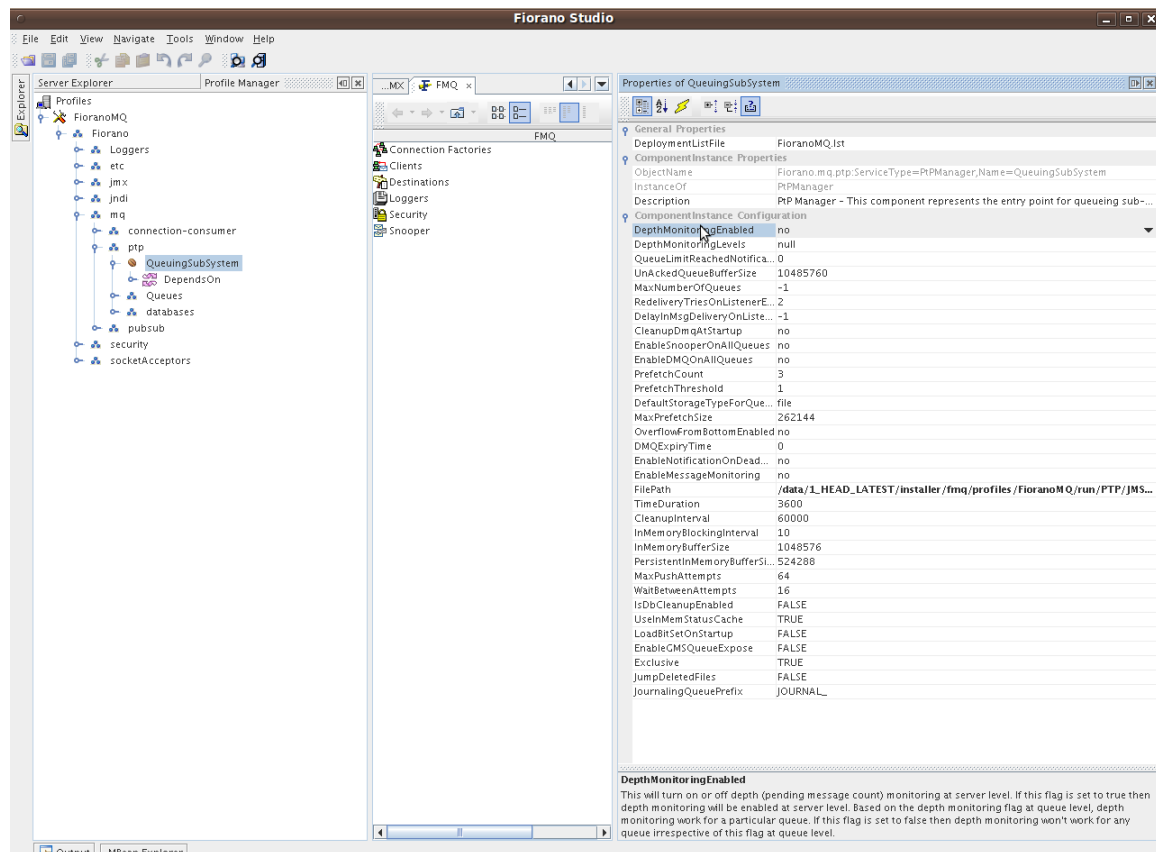 Fiorano Studio
File Edit View Navigate Tools Window Help
Explorer
Server Explorer Profile Manager
Profiles
FioranoMQ
Fiorano
Loggers
etc
jmx
jndi
mq
connection-consumer
ptp
QueuingSubSystem
DependsOn
Queues
databases
pubsub
security
socketAcceptors
...MX FMQ
FMQ
Connection Factories
Clients
Destinations
Loggers
Security
Snooper
Properties of QueuingSubSystem
General Properties
DeploymentListFile FioranoMQ.lst
ComponentInstance Properties
ObjectName Fiorano.mq.ptp:ServiceType=PtPManager,Name=QueuingSubSystem
InstanceOf PtPManager
Description PtP Manager - This component represents the entry point for queueing sub-...
ComponentInstance Configuration
DepthMonitoringEnabled no
DepthMonitoringLevels null
QueueLimitReachedNotifica... 0
UnAckedQueueBufferSize 10485760
MaxNumberOfQueues -1
RedeliveryTriesOnListenerE... 2
DelayInMsgDeliveryOnListe... -1
CleanupDmqAtStartup no
EnableSnooperOnAllQueues no
EnableDMQOnAllQueues no
PrefetchCount 3
PrefetchThreshold 1
DefaultStorageTypeForQue... file
MaxPrefetchSize 262144
OverflowFromBottomEnabled no
DMQExpiryTime 0
EnableNotificationOnDead... no
EnableMessageMonitoring no
FilePath /data/1_HEAD_LATEST/installer/fmq/profiles/FioranoMQ/run/PTP/JMS...
TimeDuration 3600
CleanupInterval 60000
InMemoryBlockingInterval 10
InMemoryBufferSize 1048576
PersistentInMemoryBufferSi... 524288
MaxPushAttempts 64
WaitBetweenAttempts 16
IsDbCleanupEnabled FALSE
UseInMemStatusCache TRUE
LoadBitSetOnStartup FALSE
EnableGMSQueueExpose FALSE
Exclusive TRUE
JumpDeletedFiles FALSE
JournalingQueuePrefix JOURNAL_
DepthMonitoringEnabled
This will turn on or off depth (pending message count) monitoring at server level. If this flag is set to true then
depth monitoring will be enabled at server level. Based on the depth monitoring flag at queue level, depth
monitoring work for a particular queue. If this flag is set to false then depth monitoring won't work for any
queue irrespective of this flag at queue level.
Output MBean Explorer